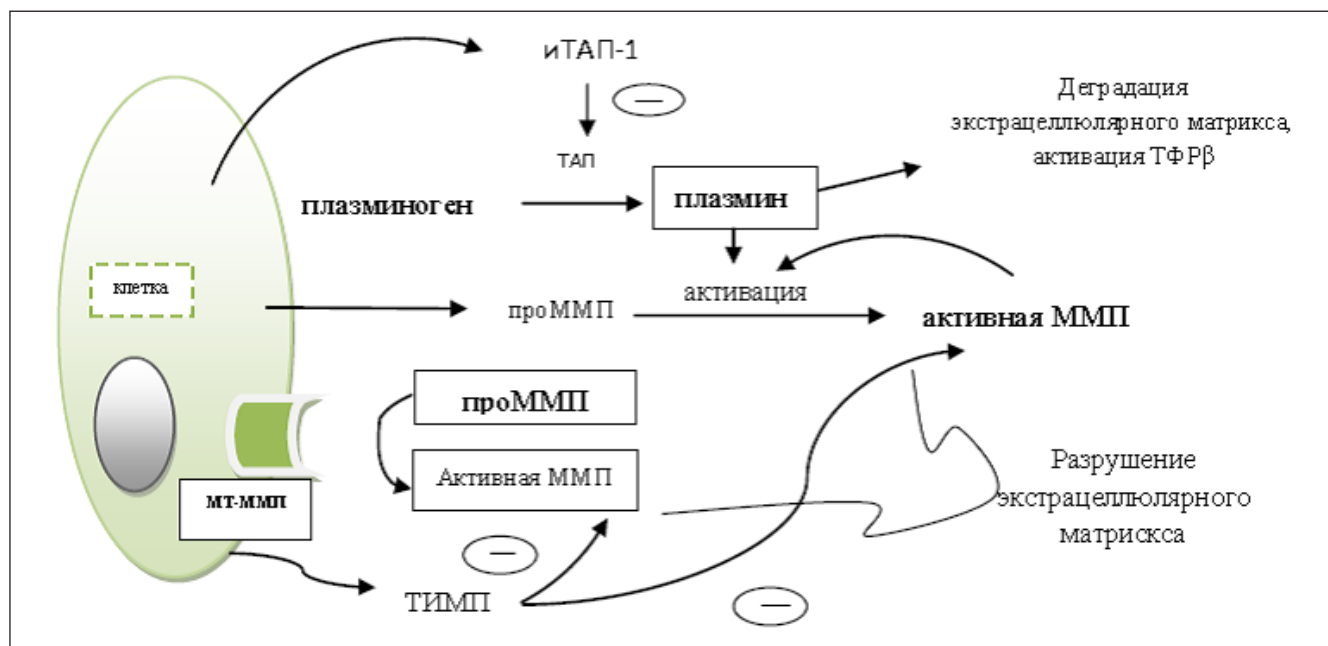 иТАП-1
—
Деградация
экстрацеллюлярного матрикса,
активация ТФРβ
ТАП
плазминоген
плазмин
клетка
активация
проММП
активная ММП
проММП
Активная ММП
МТ-ММП
Разрушение
экстрацеллюлярного
матрискса
—
ТИМП
—